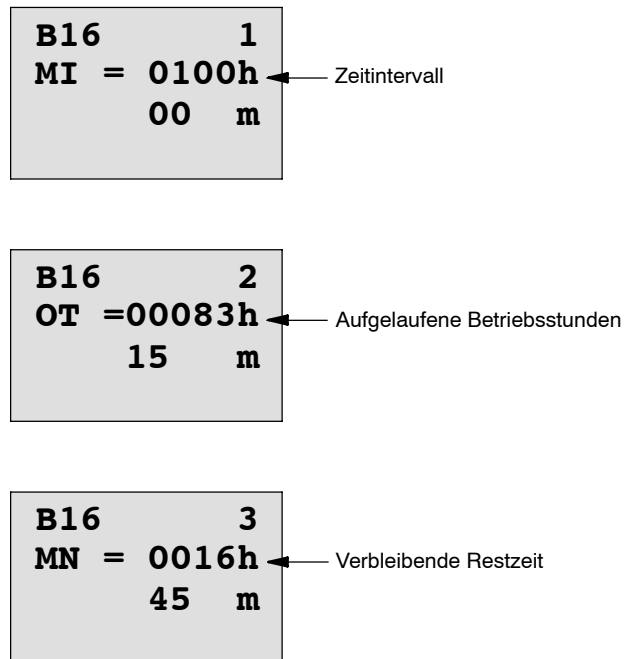 B16 1
MI = 0100h
Zeitintervall
00 m
B16 2
OT =00083h
Aufgelaufene Betriebsstunden
15 m
B16 3
MN = 0016h
Verbleibende Restzeit
45 m